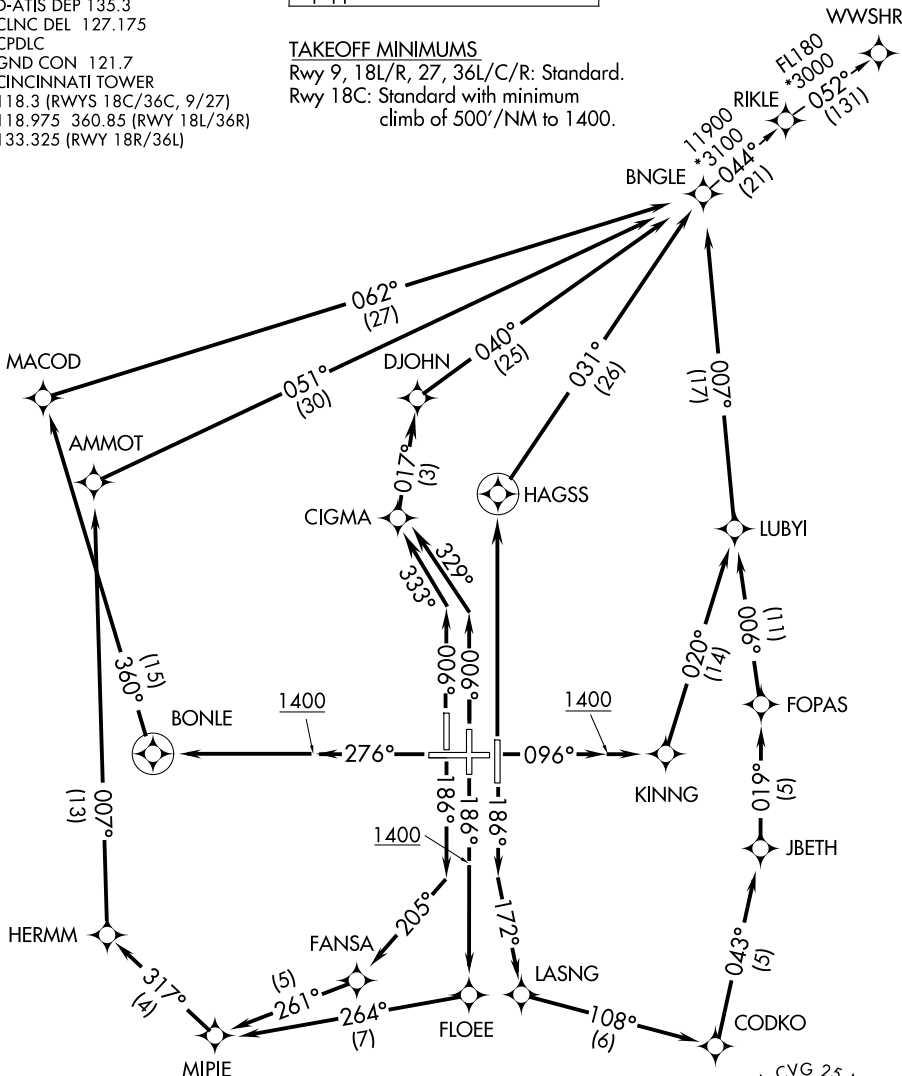 D-ATIS DEP 135.3
CLNC DEL 127.175
CPDLC
GND CON 121.7
CINCINNATI TOWER
118.3 (RWYS 18C/36C, 9/27)
118.975 360.85 (RWY 18L/36R)
133.325 (RWY 18R/36L)
TAKEOFF MINIMUMS
Rwy 9, 18L/R, 27, 36L/C/R: Standard.
Rwy 18C: Standard with minimum
climb of 500'/NM to 1400.
WWSHR
FL180
*3000
052°
(131)
RIKLE
11900
*3100
044°
(21)
BNGLE
062°
(27)
MACOD
051°
(30)
DJOHN
040°
(25)
031°
(26)
007°
(17)
AMMOT
017°
(3)
HAGSS
CIGMA
329°
333°
LUBYI
006°
006°
020°
(14)
006°
(11)
360°
(15)
BONLE
1400
276°
1400
096°
FOPAS
KINNG
007°
(13)
186°
186°
186°
1400
019°
(5)
JBETH
HERMM
205°
172°
043°
(5)
FANSA
317°
(4)
(5)
261°
264°
(7)
FLOEE
LASNG
108°
(6)
CODKO
MIPIE
CVG 25